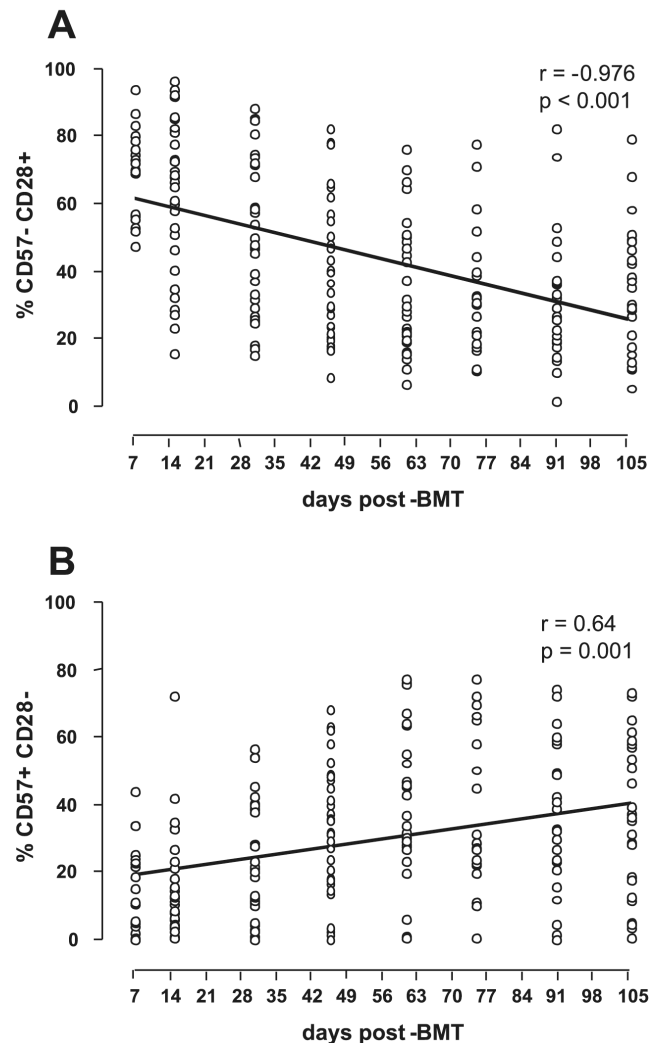 A
r = -0.976
p < 0.001
% CD57- CD28+
100
80
60
40
20
0
7 14 21 28 35 42 49 56 63 70 77 84 91 98 105
days post -BMT
B
r = 0.64
p = 0.001
% CD57+ CD28-
100
80
60
40
20
0
7 14 21 28 35 42 49 56 63 70 77 84 91 98 105
days post -BMT